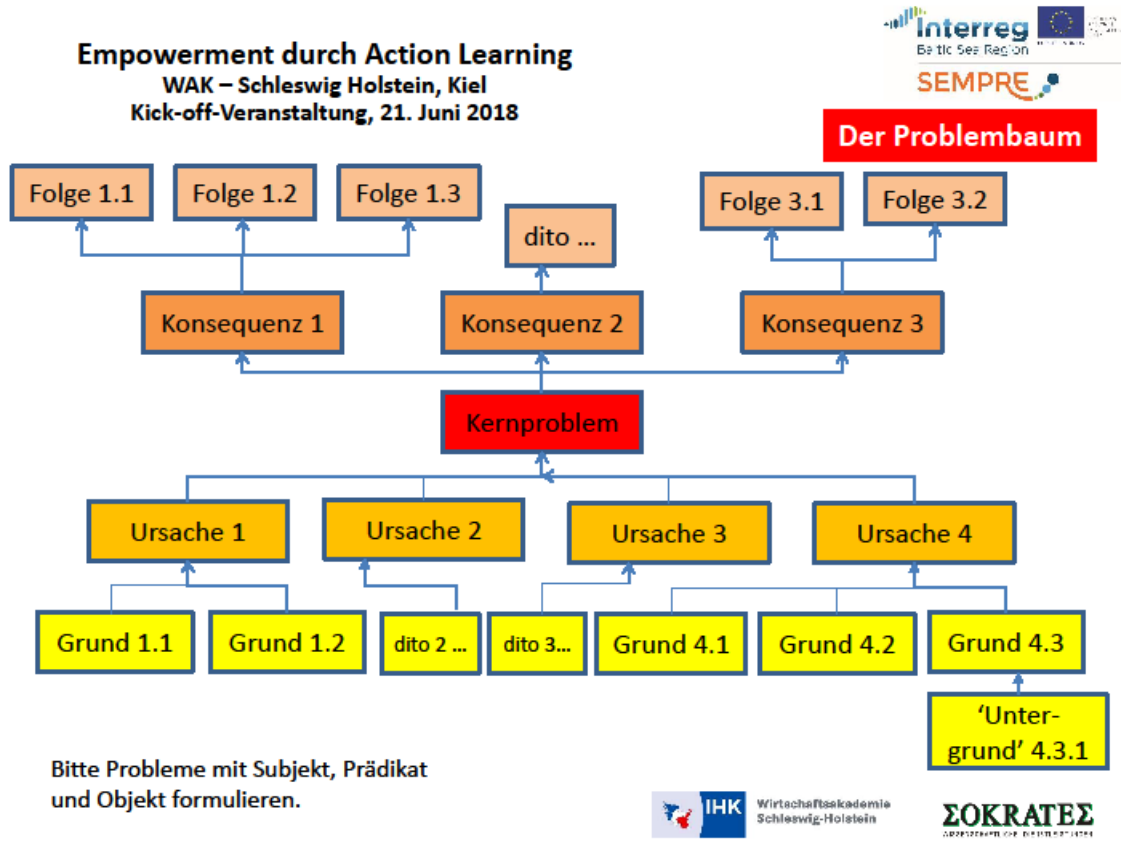 Empowerment durch Action Learning
WAK – Schleswig Holstein, Kiel
Kick-off-Veranstaltung, 21. Juni 2018
Interreg
Baltic Sea Region
SEMPRE
Der Problembaum
Folge 1.1
Folge 1.2
Folge 1.3
Folge 3.1
Folge 3.2
dito ...
Konsequenz 1
Konsequenz 2
Konsequenz 3
Kernproblem
Ursache 1
Ursache 2
Ursache 3
Ursache 4
Grund 1.1
Grund 1.2
dito 2 ...
dito 3...
Grund 4.1
Grund 4.2
Grund 4.3
‘Unter-
grund’ 4.3.1
Bitte Probleme mit Subjekt, Prädikat
und Objekt formulieren.
IHK
Wirtschaftsakademie
Schleswig-Holstein
ΣOKRATEΣ